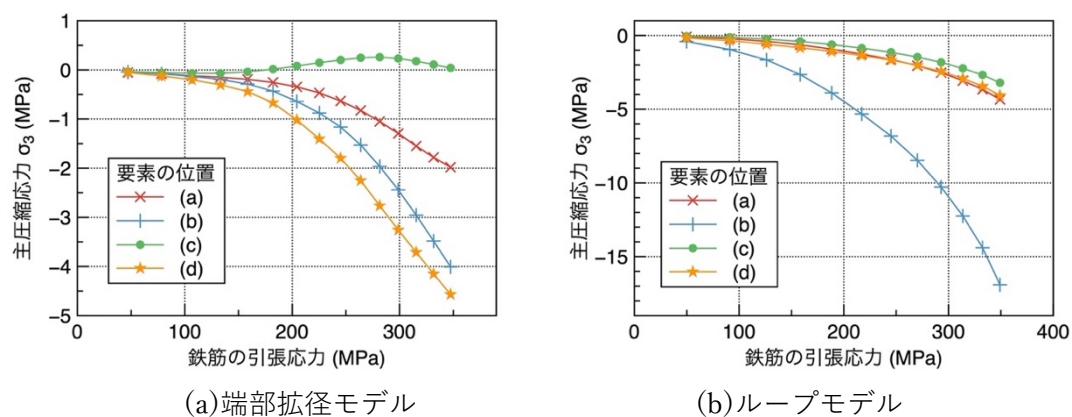 1
0
−1
−2
−3
−4
−5
0
100
200
300
主圧縮応力 σ3 (MPa)
鉄筋の引張応力 (MPa)
要素の位置
(a)
(b)
(c)
(d)
(a)端部拡径モデル
0
−5
−10
−15
0
100
200
300
400
主圧縮応力 σ3 (MPa)
鉄筋の引張応力 (MPa)
要素の位置
(a)
(b)
(c)
(d)
(b)ループモデル